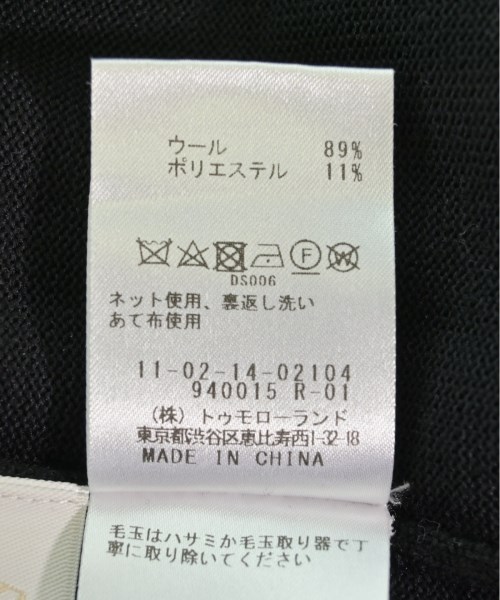 ウール 89%
ポリエステル 11%
F W
DS006
ネット使用、裏返し洗い
あて布使用
11-02-14-02104
940015 R-01
(株) トゥモローランド
東京都渋谷区恵比寿西1-32-18
MADE IN CHINA
毛玉はハサミか毛玉取り器で丁
寧に取り除いてください